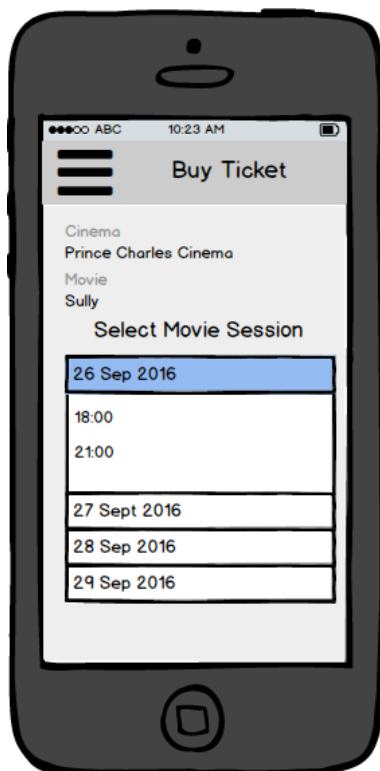 ABC 10:23 AM
Buy Ticket
Cinema
Prince Charles Cinema
Movie
Sully
Select Movie Session
26 Sep 2016
18:00
21:00
27 Sept 2016
28 Sep 2016
29 Sep 2016